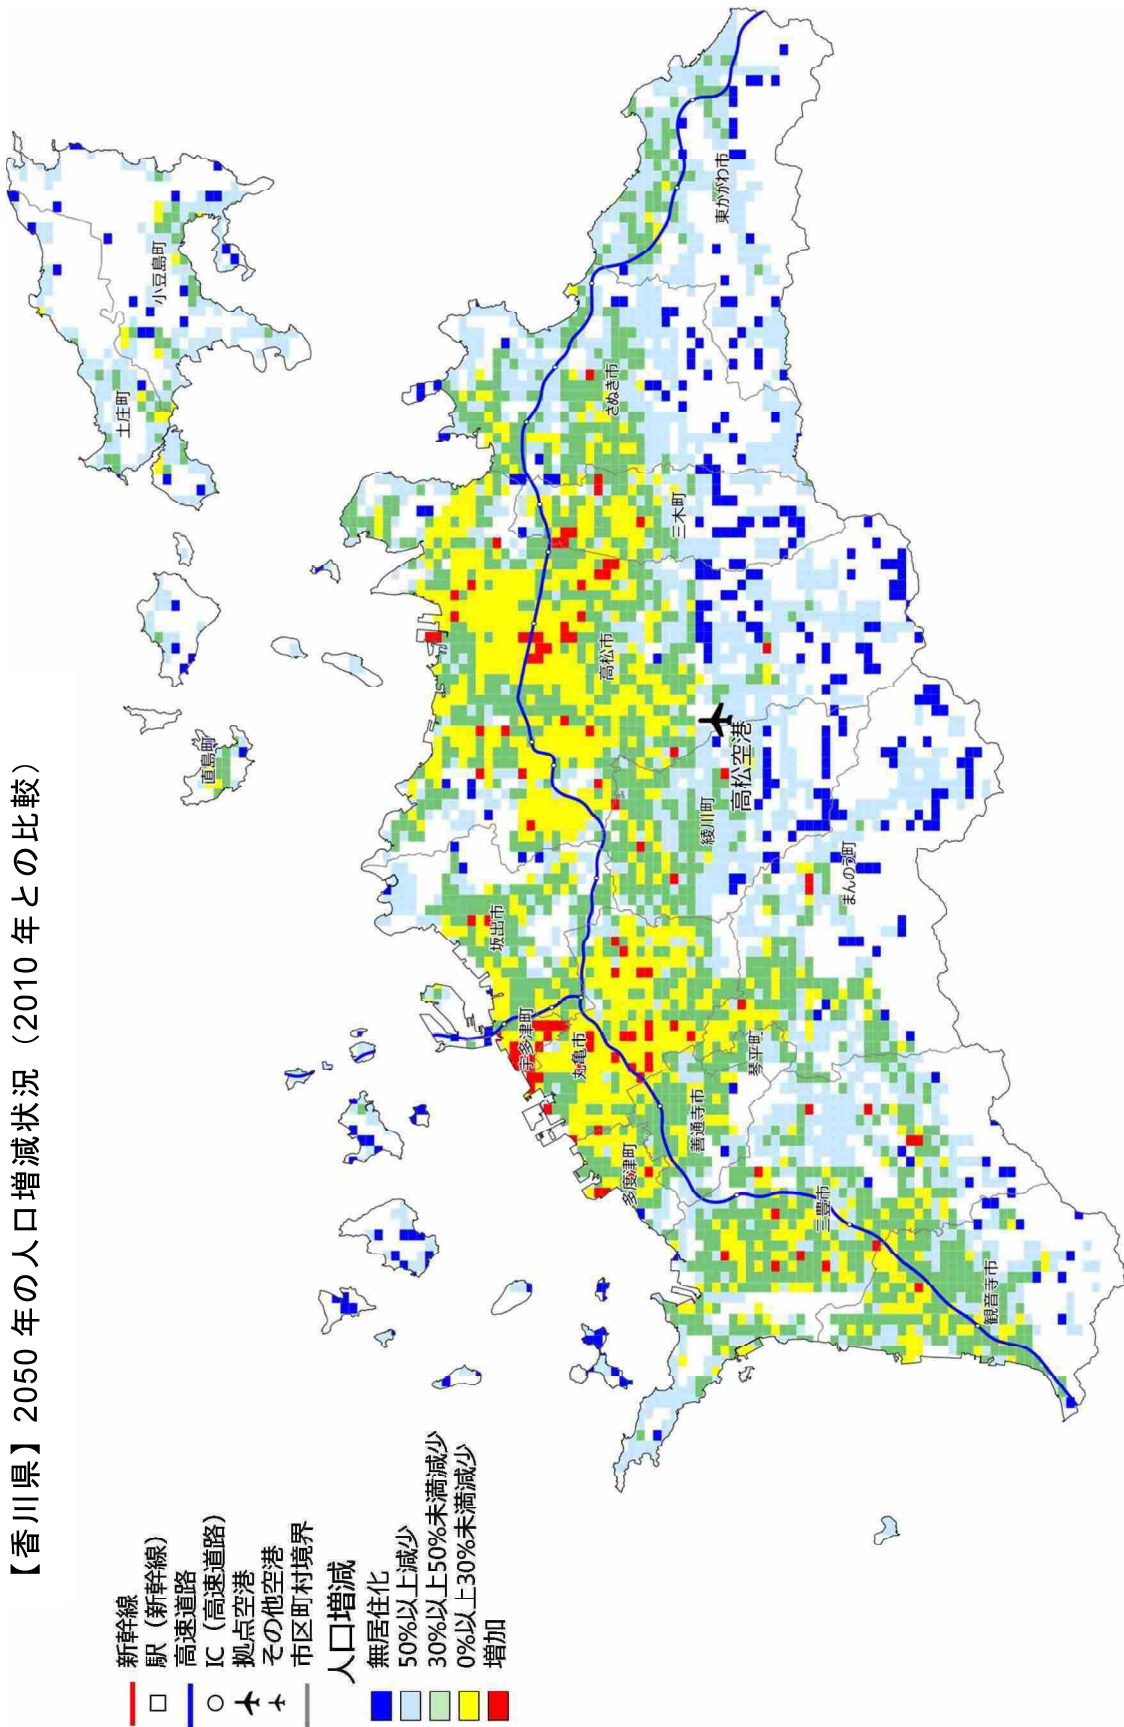 【香川県】2050年の人口増減状況（2010年との比較）
新幹線
駅（新幹線）
高速道路
IC（高速道路）
拠点空港
その他空港
市区町村境界
人口増減
無居住化
50%以上減少
30%以上50%未満減少
0%以上30%未満減少
増加
直島町
土庄町
小豆島町
坂出市
宇多津町
丸亀市
多度津町
善通寺市
琴平町
三豊市
観音寺市
高松市
さぬき市
三木町
東かがわ市
高松空港
綾川町
まんのう町